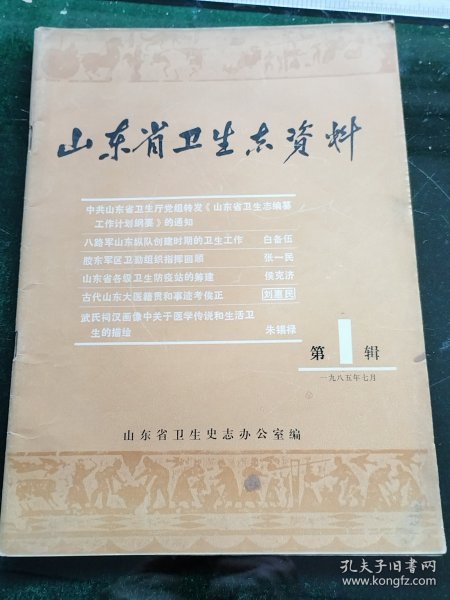 山东省卫生志资料
中共山东省卫生厅党组转发《山东省卫生志编纂
工作计划纲要》的通知
八路军山东纵队创建时期的卫生工作 白备伍
胶东军区卫勤组织指挥回顾 张一民
山东省各级卫生防疫站的筹建 侯克济
古代山东大医籍贯和事迹考俟正 刘惠民
武氏祠汉画像中关于医学传说和生活卫
生的描绘 朱锡禄
第1辑
一九八五年七月
山东省卫生史志办公室编
孔夫子旧书网
www.kongfz.com